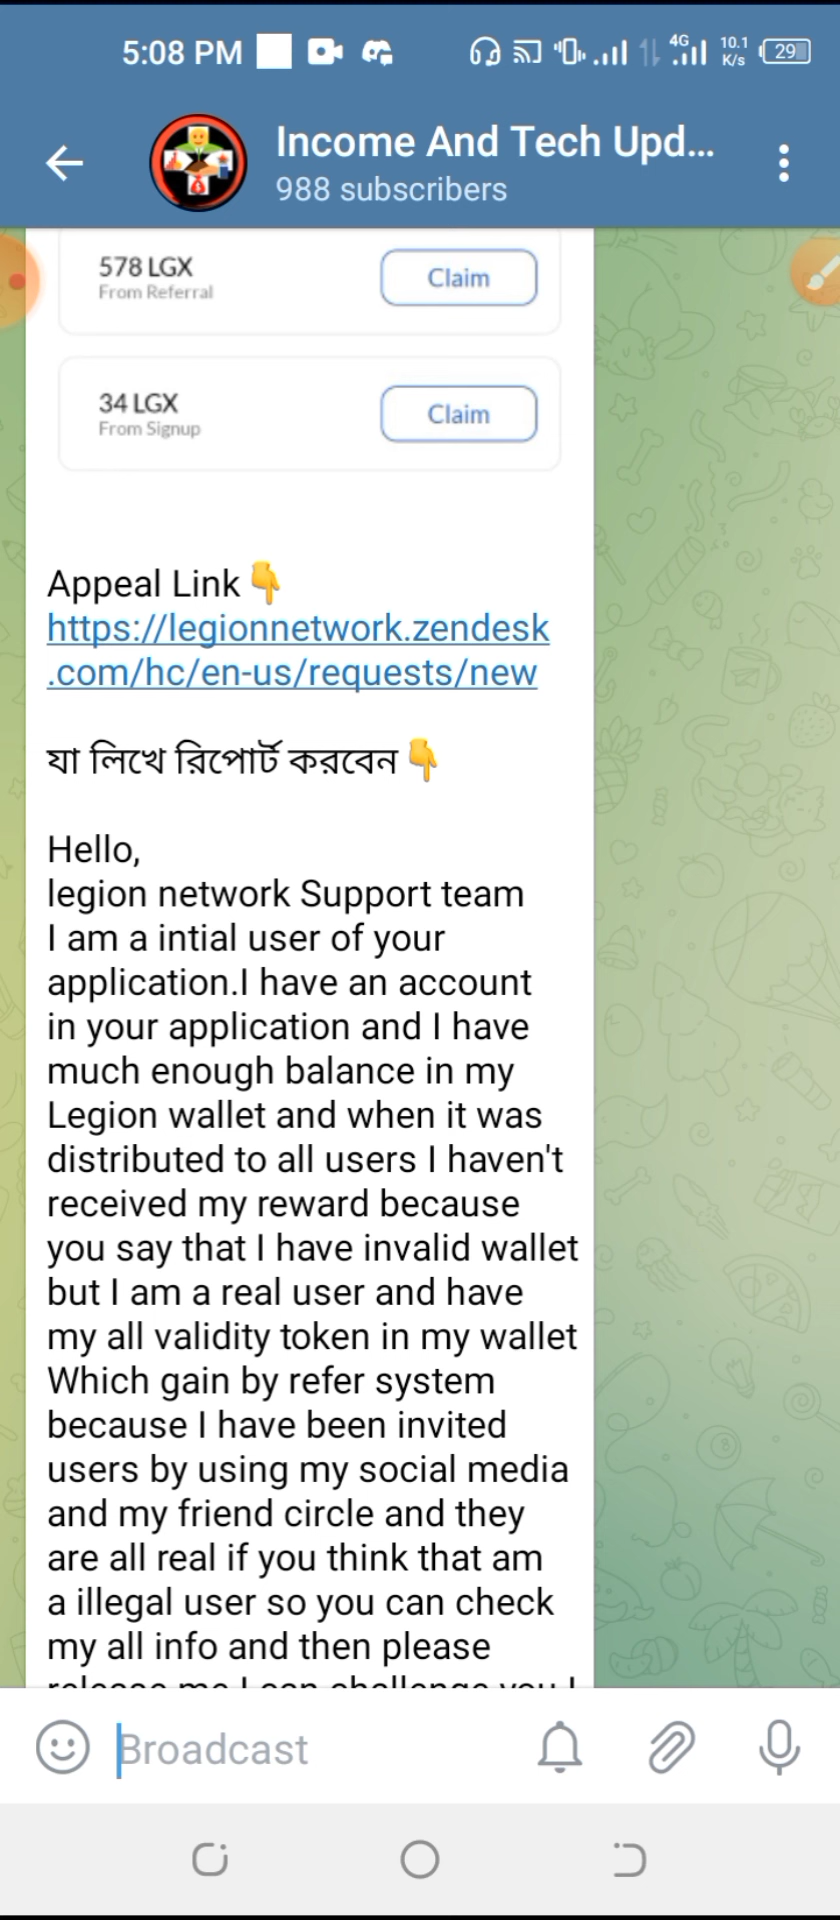 5:08 PM
4G
10.1
K/s
29
Income And Tech Upd...
988 subscribers
578 LGX
From Referral
Claim
34 LGX
From Signup
Claim
Appeal Link👇
https://legionnetwork.zendesk
.com/hc/en-us/requests/new
যা লিখে রিপোর্ট করবেন👇
Hello,
legion network Support team
I am a intial user of your
application.I have an account
in your application and I have
much enough balance in my
Legion wallet and when it was
distributed to all users I haven't
received my reward because
you say that I have invalid wallet
but I am a real user and have
my all validity token in my wallet
Which gain by refer system
because I have been invited
users by using my social media
and my friend circle and they
are all real if you think that am
a illegal user so you can check
my all info and then please
release me I can challenge you I
Broadcast